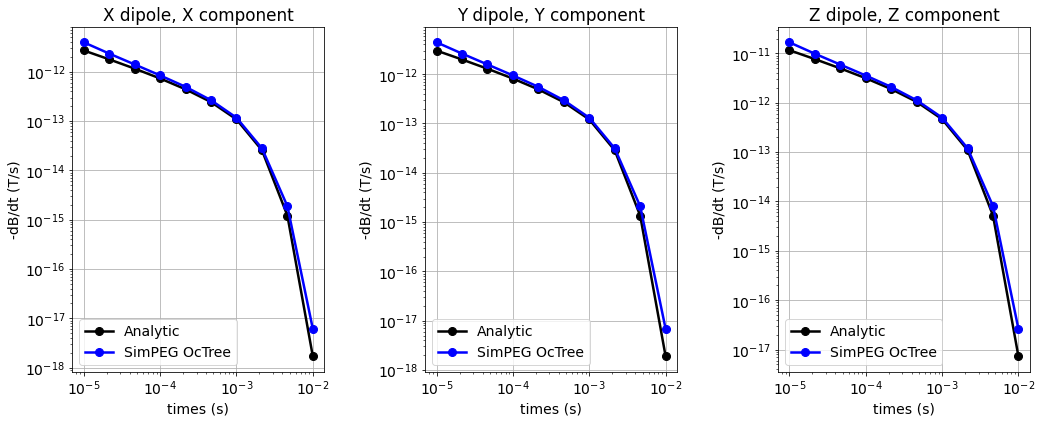 X dipole, X component
10⁻¹²
10⁻¹³
10⁻¹⁴
10⁻¹⁵
10⁻¹⁶
10⁻¹⁷
10⁻¹⁸
-dB/dt (T/s)
Analytic
SimPEG OcTree
10⁻⁵ 10⁻⁴ 10⁻³ 10⁻²
times (s)
Y dipole, Y component
10⁻¹²
10⁻¹³
10⁻¹⁴
10⁻¹⁵
10⁻¹⁶
10⁻¹⁷
10⁻¹⁸
-dB/dt (T/s)
Analytic
SimPEG OcTree
10⁻⁵ 10⁻⁴ 10⁻³ 10⁻²
times (s)
Z dipole, Z component
10⁻¹¹
10⁻¹²
10⁻¹³
10⁻¹⁴
10⁻¹⁵
10⁻¹⁶
10⁻¹⁷
-dB/dt (T/s)
Analytic
SimPEG OcTree
10⁻⁵ 10⁻⁴ 10⁻³ 10⁻²
times (s)